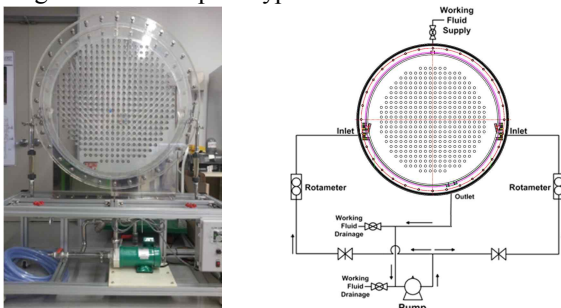 Working
Fluid
Supply
Inlet
Inlet
Rotameter
Rotameter
Outlet
Working
Fluid
Drainage
Working
Fluid
Drainage
Pump